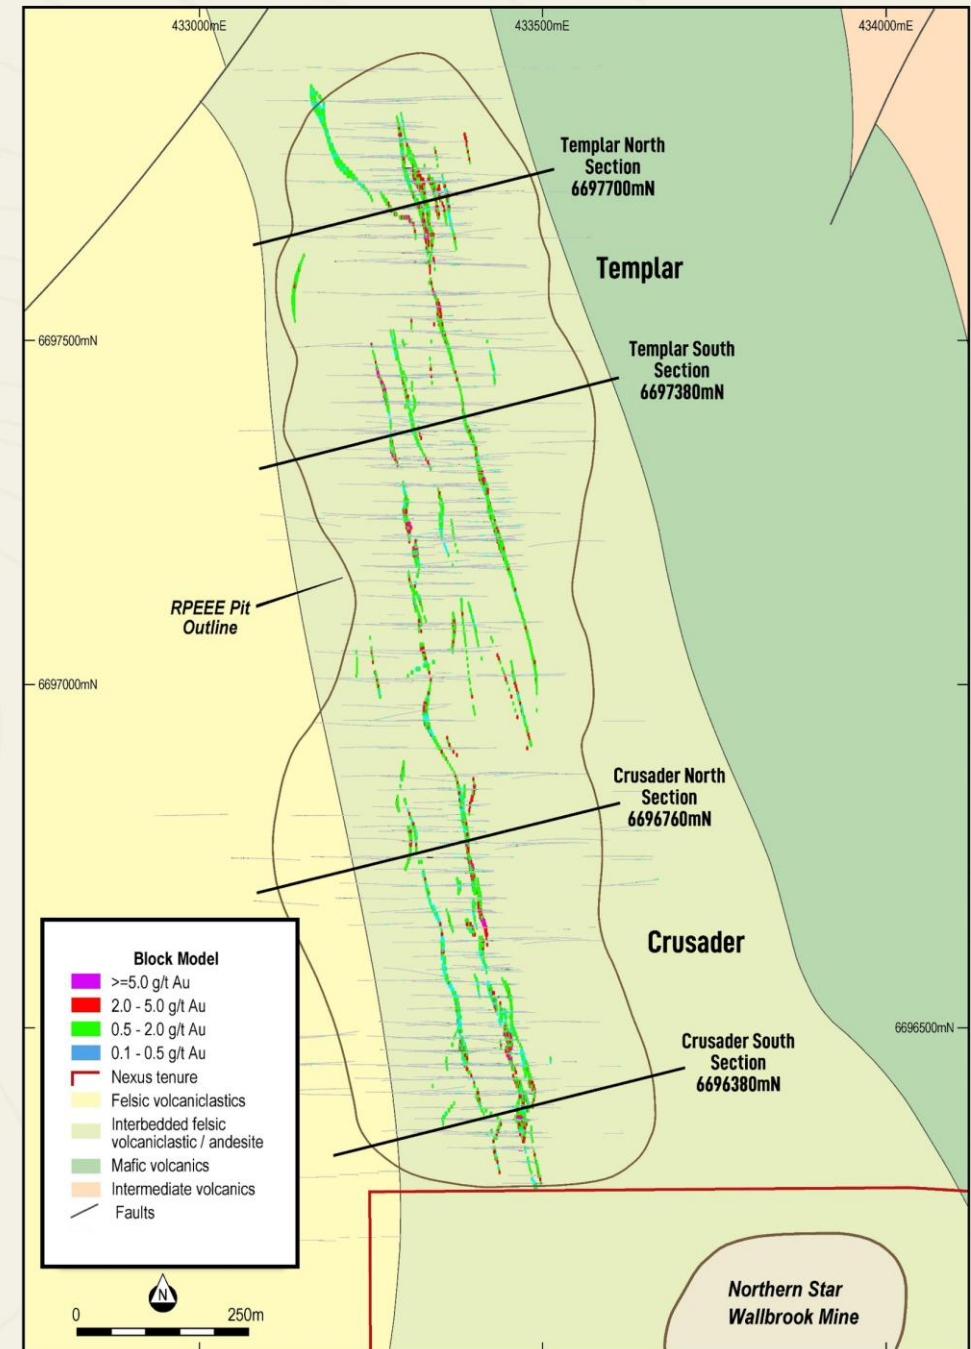 433000mE
433500mE
434000mE
Templar North
Section
6697700mN
Templar
6697500mN
Templar South
Section
6697380mN
RPEEE Pit
Outline
6697000mN
Crusader North
Section
6696760mN
Crusader
6696500mN
Crusader South
Section
6696380mN
Block Model
>=5.0 g/t Au
2.0 - 5.0 g/t Au
0.5 - 2.0 g/t Au
0.1 - 0.5 g/t Au
Nexus tenure
Felsic volcaniclastics
Interbedded felsic
volcaniclastic / andesite
Mafic volcanics
Intermediate volcanics
Faults
N
0
250m
Northern Star
Wallbrook Mine